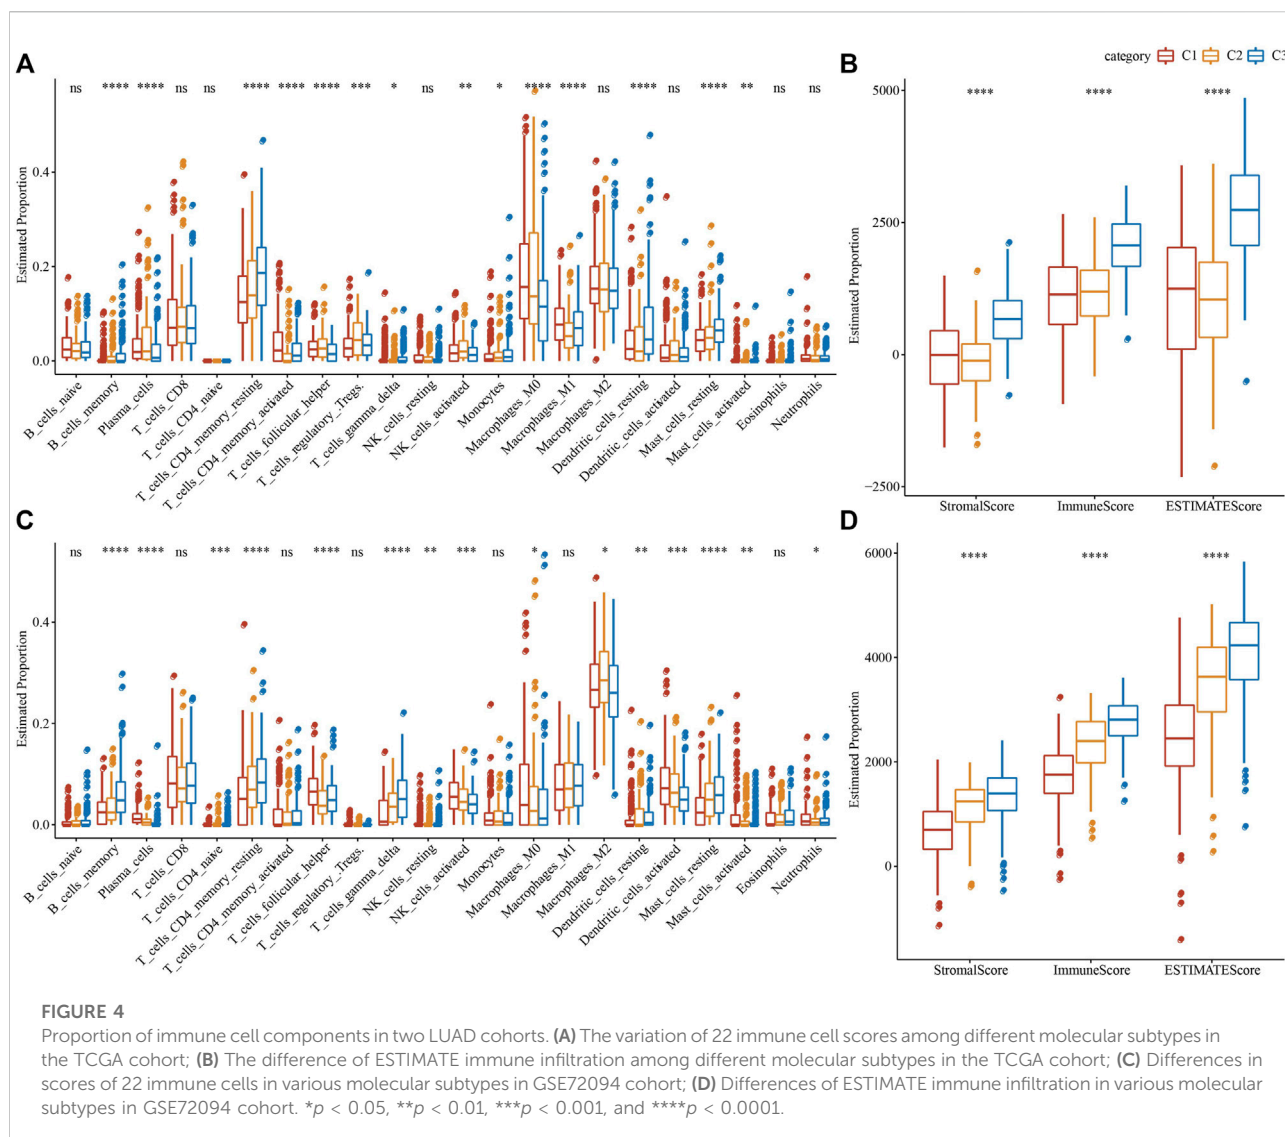 A
ns **** **** ns ns **** **** **** *** * ns ** * **** **** ns **** ns **** ** ns ns
Estimated Proportion
0.4
0.2
0.0
B_cells_naive
B_cells_memory
Plasma_cells
T_cells_CD8
T_cells_CD4_naive
T_cells_CD4_memory_resting
T_cells_CD4_memory_activated
T_cells_follicular_helper
T_cells_regulatory_Tregs.
T_cells_gamma_delta
NK_cells_resting
NK_cells_activated
Monocytes
Macrophages_M0
Macrophages_M1
Macrophages_M2
Dendritic_cells_resting
Dendritic_cells_activated
Mast_cells_resting
Mast_cells_activated
Eosinophils
Neutrophils
category C1 C2 C3
B
**** **** ****
Estimated Proportion
5000
2500
0
−2500
StromalScore ImmuneScore ESTIMATEScore
C
ns **** **** ns *** **** ns **** ns **** ** *** ns * ns * ** *** **** ** ns *
Estimated Proportion
0.4
0.2
0.0
B_cells_naive
B_cells_memory
Plasma_cells
T_cells_CD8
T_cells_CD4_naive
T_cells_CD4_memory_resting
T_cells_CD4_memory_activated
T_cells_follicular_helper
T_cells_regulatory_Tregs.
T_cells_gamma_delta
NK_cells_resting
NK_cells_activated
Monocytes
Macrophages_M0
Macrophages_M1
Macrophages_M2
Dendritic_cells_resting
Dendritic_cells_activated
Mast_cells_resting
Mast_cells_activated
Eosinophils
Neutrophils
D
**** **** ****
Estimated Proportion
6000
4000
2000
0
StromalScore ImmuneScore ESTIMATEScore
FIGURE 4
Proportion of immune cell components in two LUAD cohorts. (A) The variation of 22 immune cell scores among different molecular subtypes in
the TCGA cohort; (B) The difference of ESTIMATE immune infiltration among different molecular subtypes in the TCGA cohort; (C) Differences in
scores of 22 immune cells in various molecular subtypes in GSE72094 cohort; (D) Differences of ESTIMATE immune infiltration in various molecular
subtypes in GSE72094 cohort. *p < 0.05, **p < 0.01, ***p < 0.001, and ****p < 0.0001.